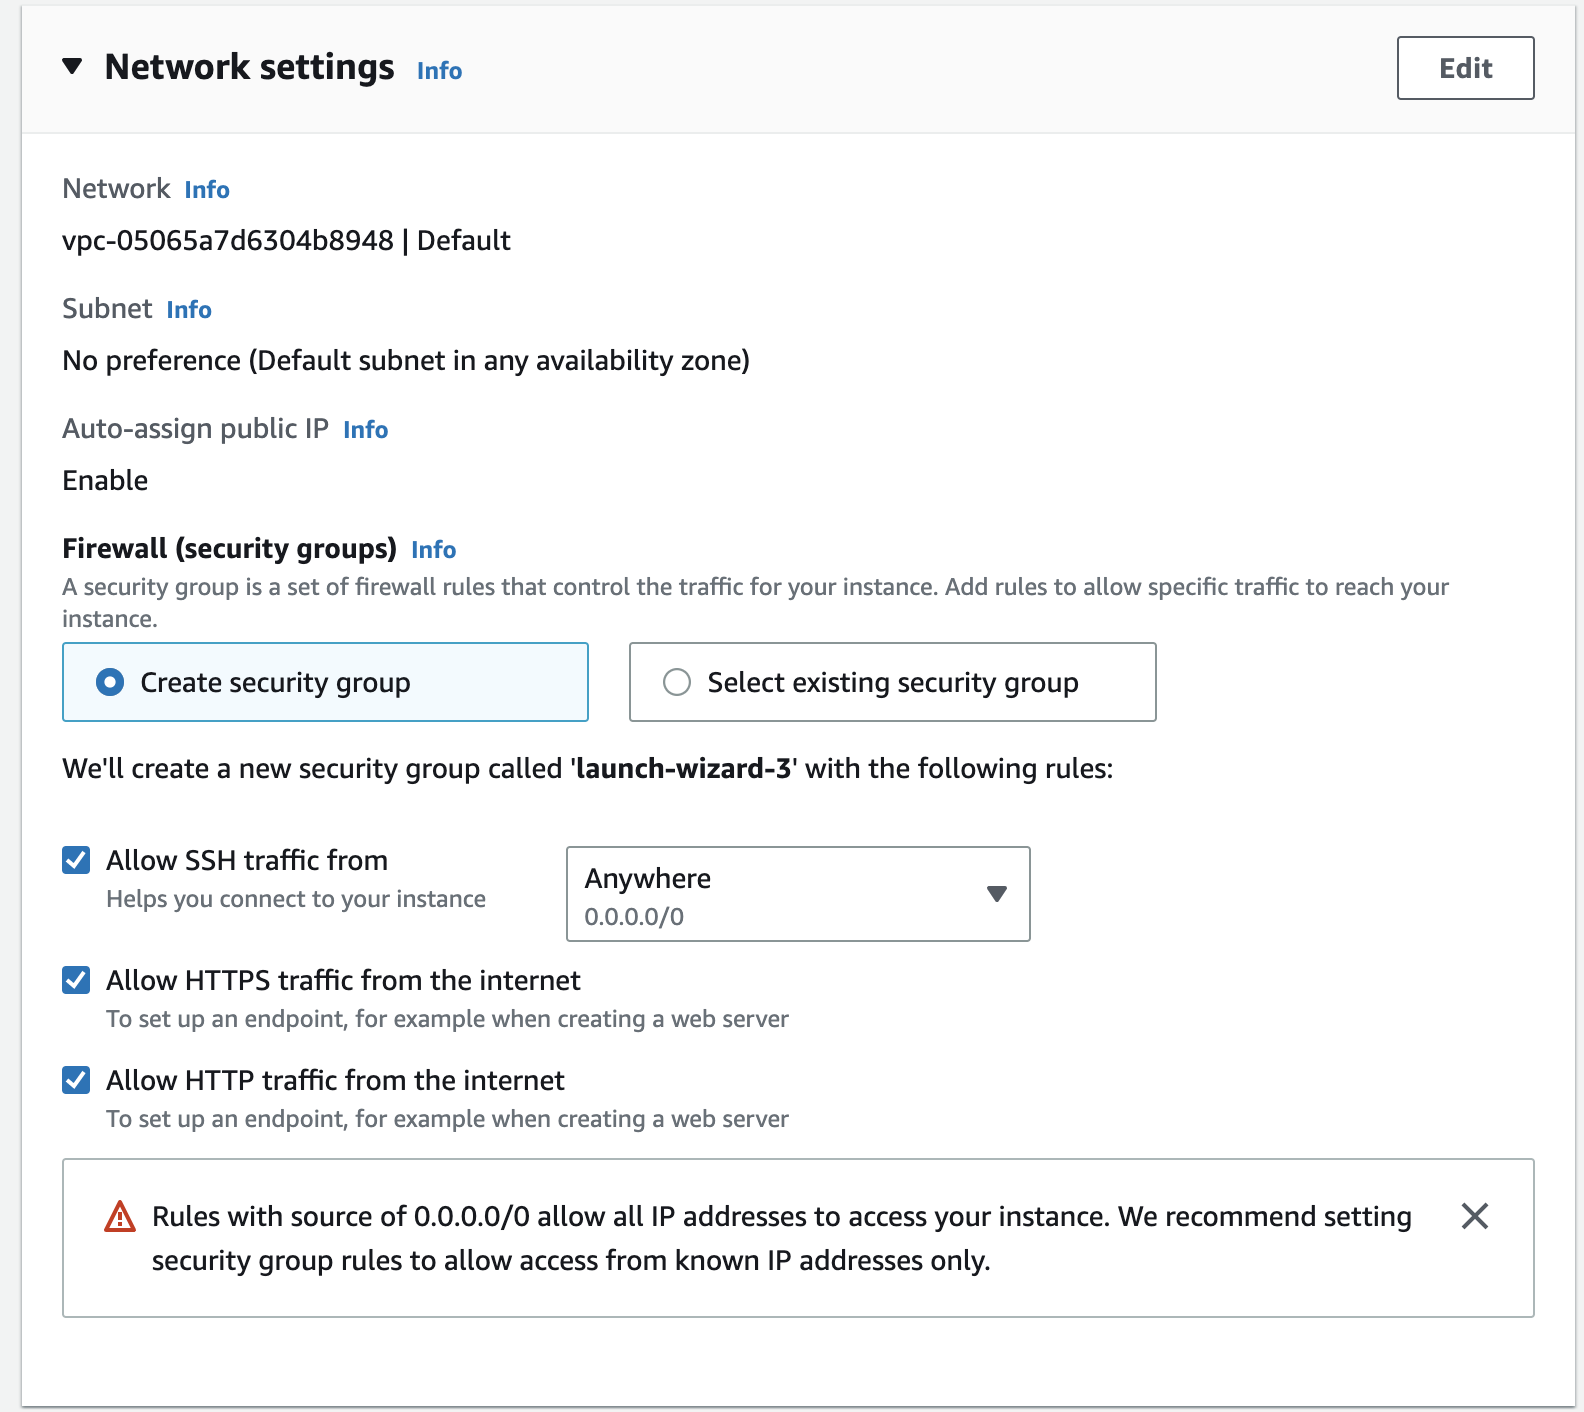 Network settings Info
Edit
Network Info
vpc-05065a7d6304b8948 | Default
Subnet Info
No preference (Default subnet in any availability zone)
Auto-assign public IP Info
Enable
Firewall (security groups) Info
A security group is a set of firewall rules that control the traffic for your instance. Add rules to allow specific traffic to reach your
instance.
Create security group
Select existing security group
We'll create a new security group called 'launch-wizard-3' with the following rules:
Allow SSH traffic from
Helps you connect to your instance
Anywhere
0.0.0.0/0
Allow HTTPS traffic from the internet
To set up an endpoint, for example when creating a web server
Allow HTTP traffic from the internet
To set up an endpoint, for example when creating a web server
Rules with source of 0.0.0.0/0 allow all IP addresses to access your instance. We recommend setting
security group rules to allow access from known IP addresses only.